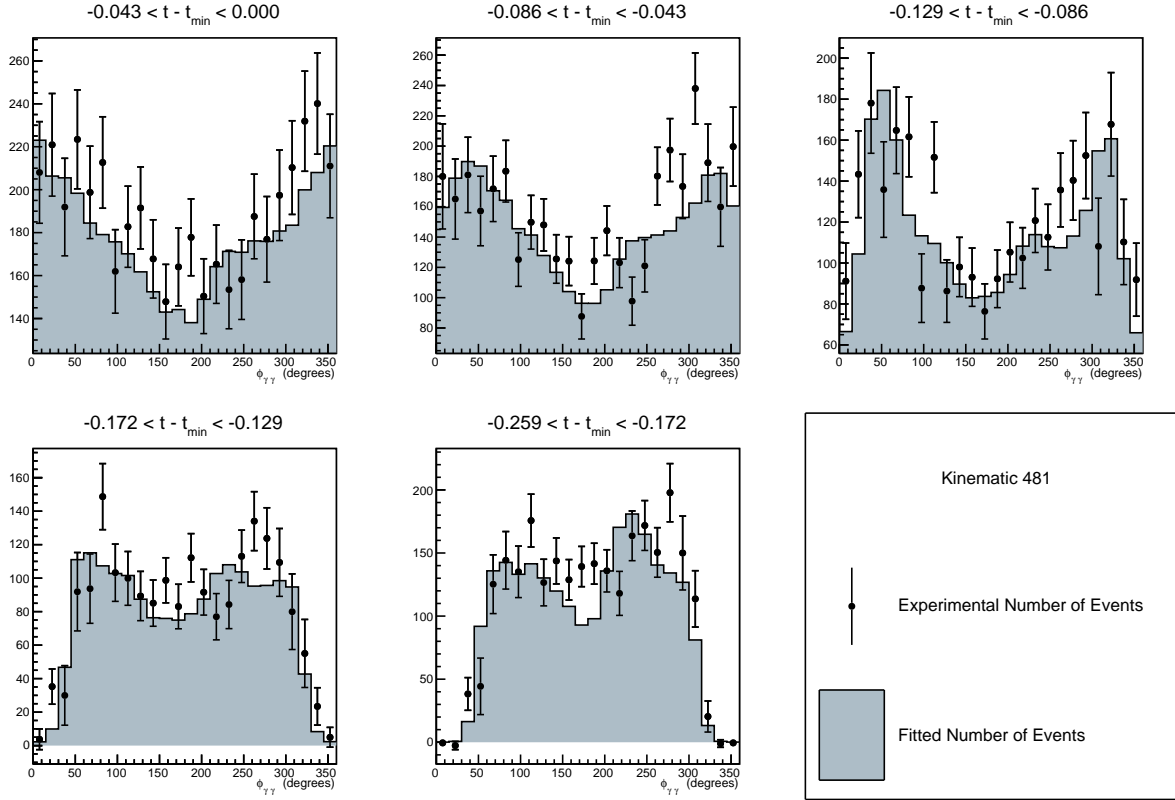 -0.043 < t - tmin < 0.000
-0.086 < t - tmin < -0.043
-0.129 < t - tmin < -0.086
260
240
220
200
180
160
140
0 50 100 150 200 250 300 350
ϕγγ (degrees)
260
240
220
200
180
160
140
120
100
80
0 50 100 150 200 250 300 350
ϕγγ (degrees)
200
180
160
140
120
100
80
60
0 50 100 150 200 250 300 350
ϕγγ (degrees)
-0.172 < t - tmin < -0.129
-0.259 < t - tmin < -0.172
160
140
120
100
80
60
40
20
0
0 50 100 150 200 250 300 350
ϕγγ (degrees)
200
150
100
50
0
0 50 100 150 200 250 300 350
ϕγγ (degrees)
Kinematic 481
Experimental Number of Events
Fitted Number of Events